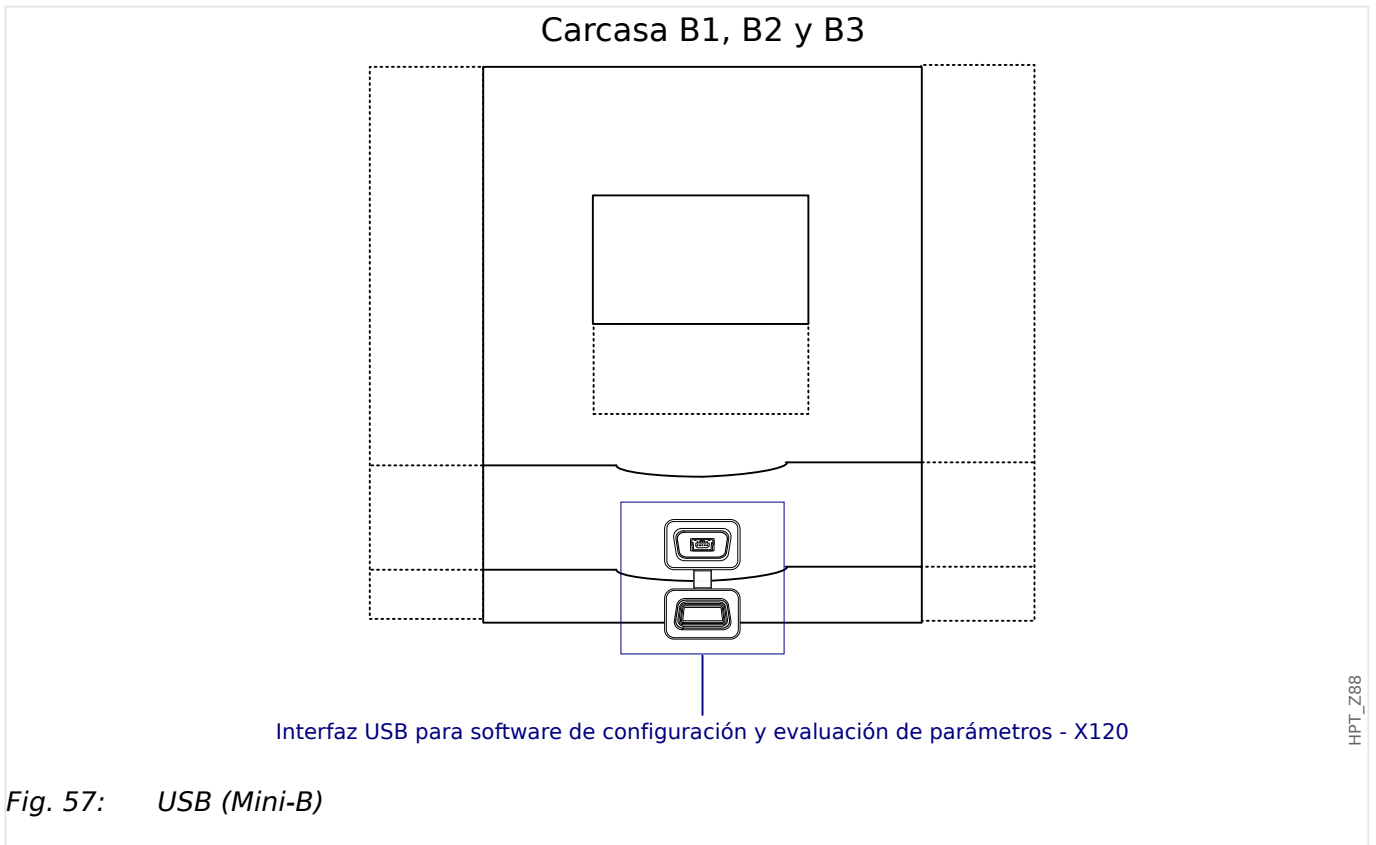 Carcasa B1, B2 y B3
Interfaz USB para software de configuración y evaluación de parámetros - X120
HPT_Z88
Fig. 57: USB (Mini-B)